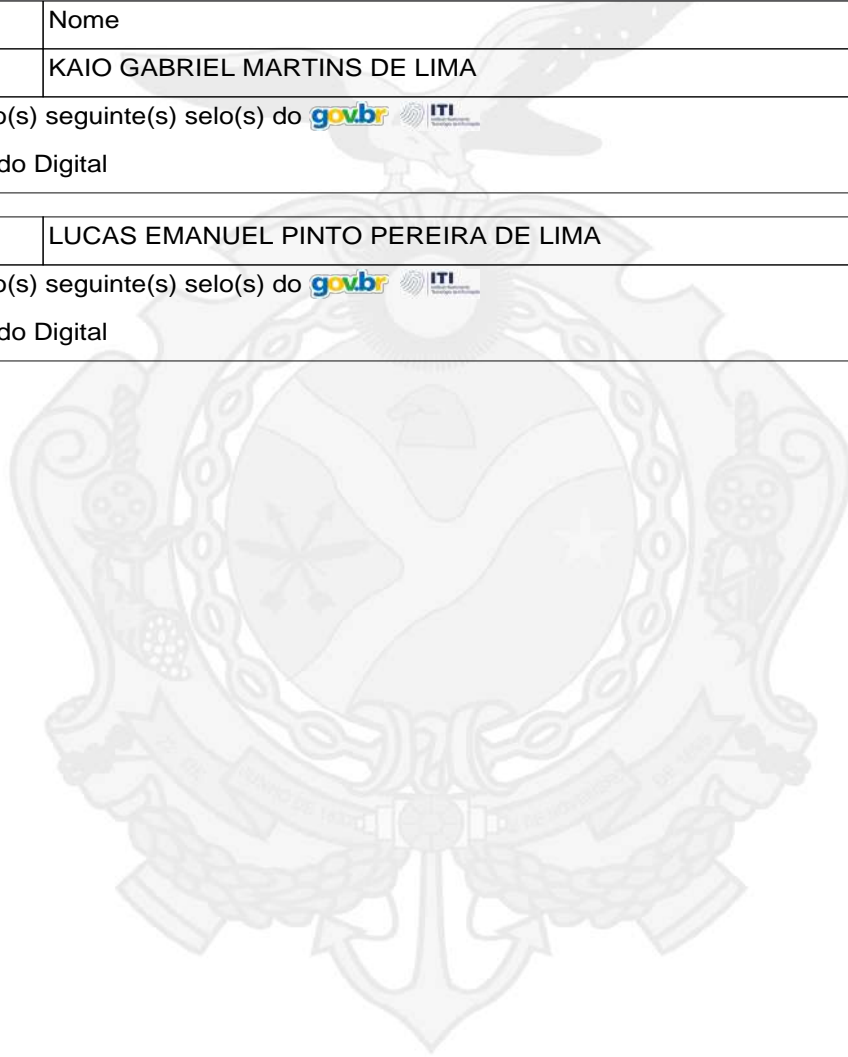 Nome
KAIO GABRIEL MARTINS DE LIMA
o(s) seguinte(s) selo(s) do gov.br ITI
do Digital
LUCAS EMANUEL PINTO PEREIRA DE LIMA
o(s) seguinte(s) selo(s) do gov.br ITI
do Digital